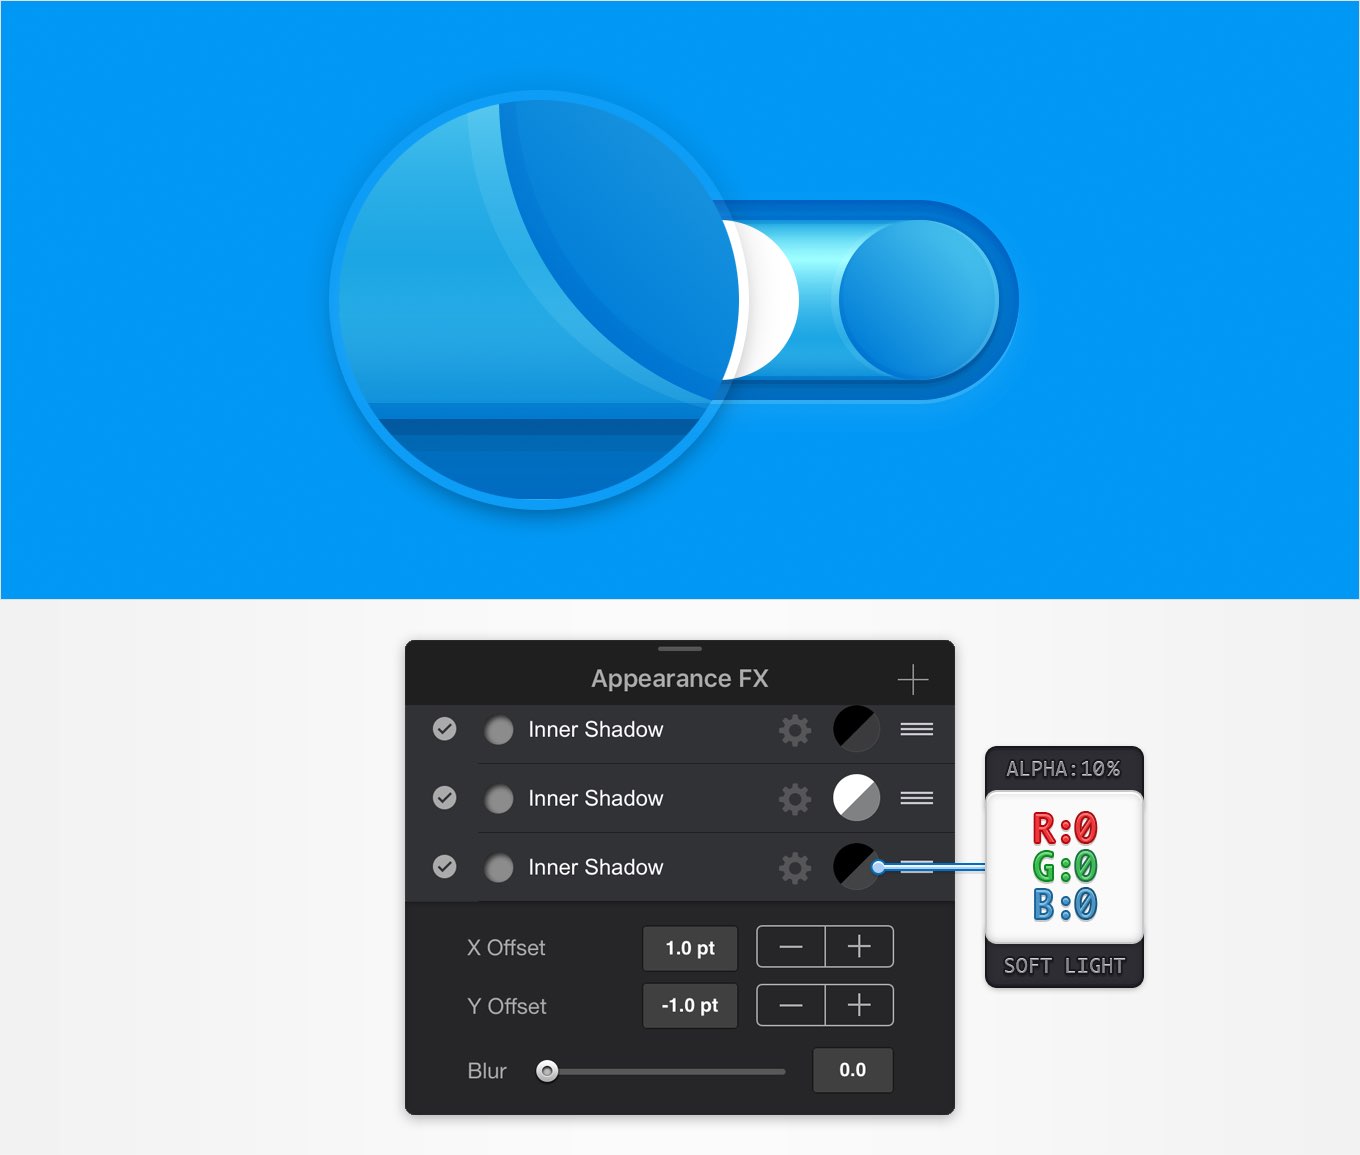 Appearance FX
Inner Shadow
Inner Shadow
Inner Shadow
ALPHA:10%
R:0
G:0
B:0
SOFT LIGHT
X Offset 1.0 pt
Y Offset -1.0 pt
Blur 0.0